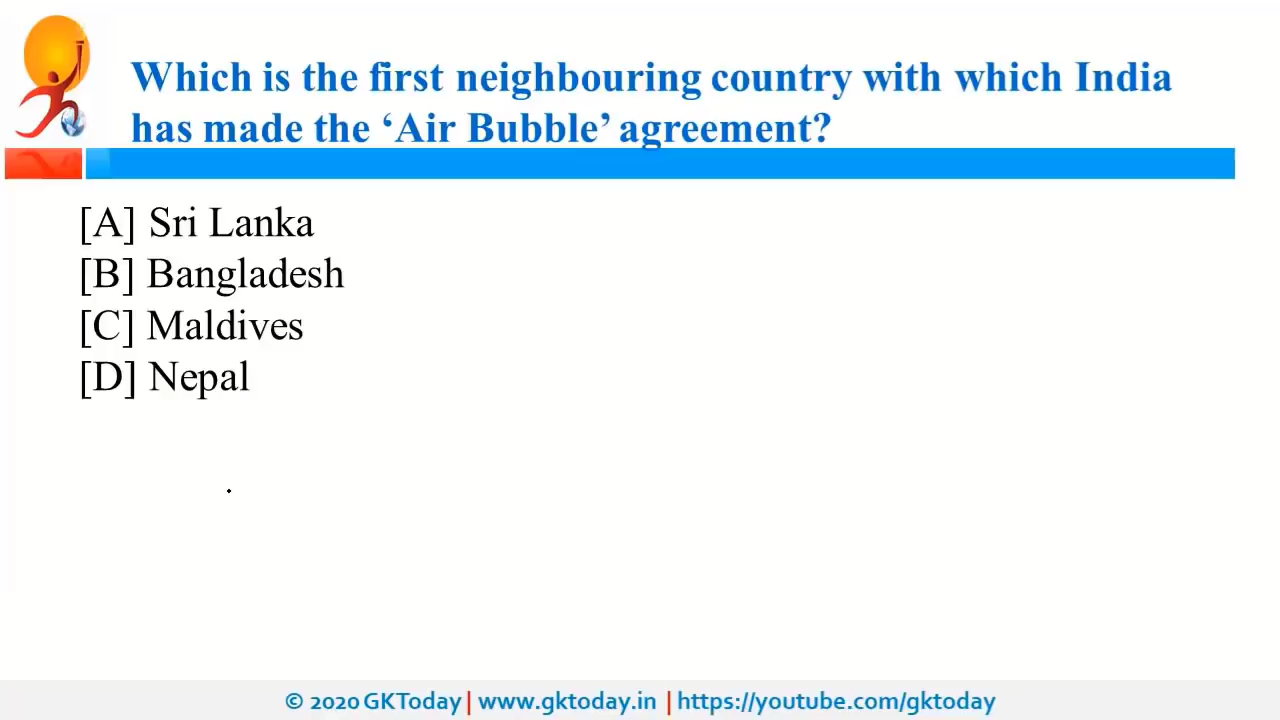 Which is the first neighbouring country with which India
has made the ‘Air Bubble’ agreement?
[A] Sri Lanka
[B] Bangladesh
[C] Maldives
[D] Nepal
© 2020 GKToday | www.gktoday.in | https://youtube.com/gktoday